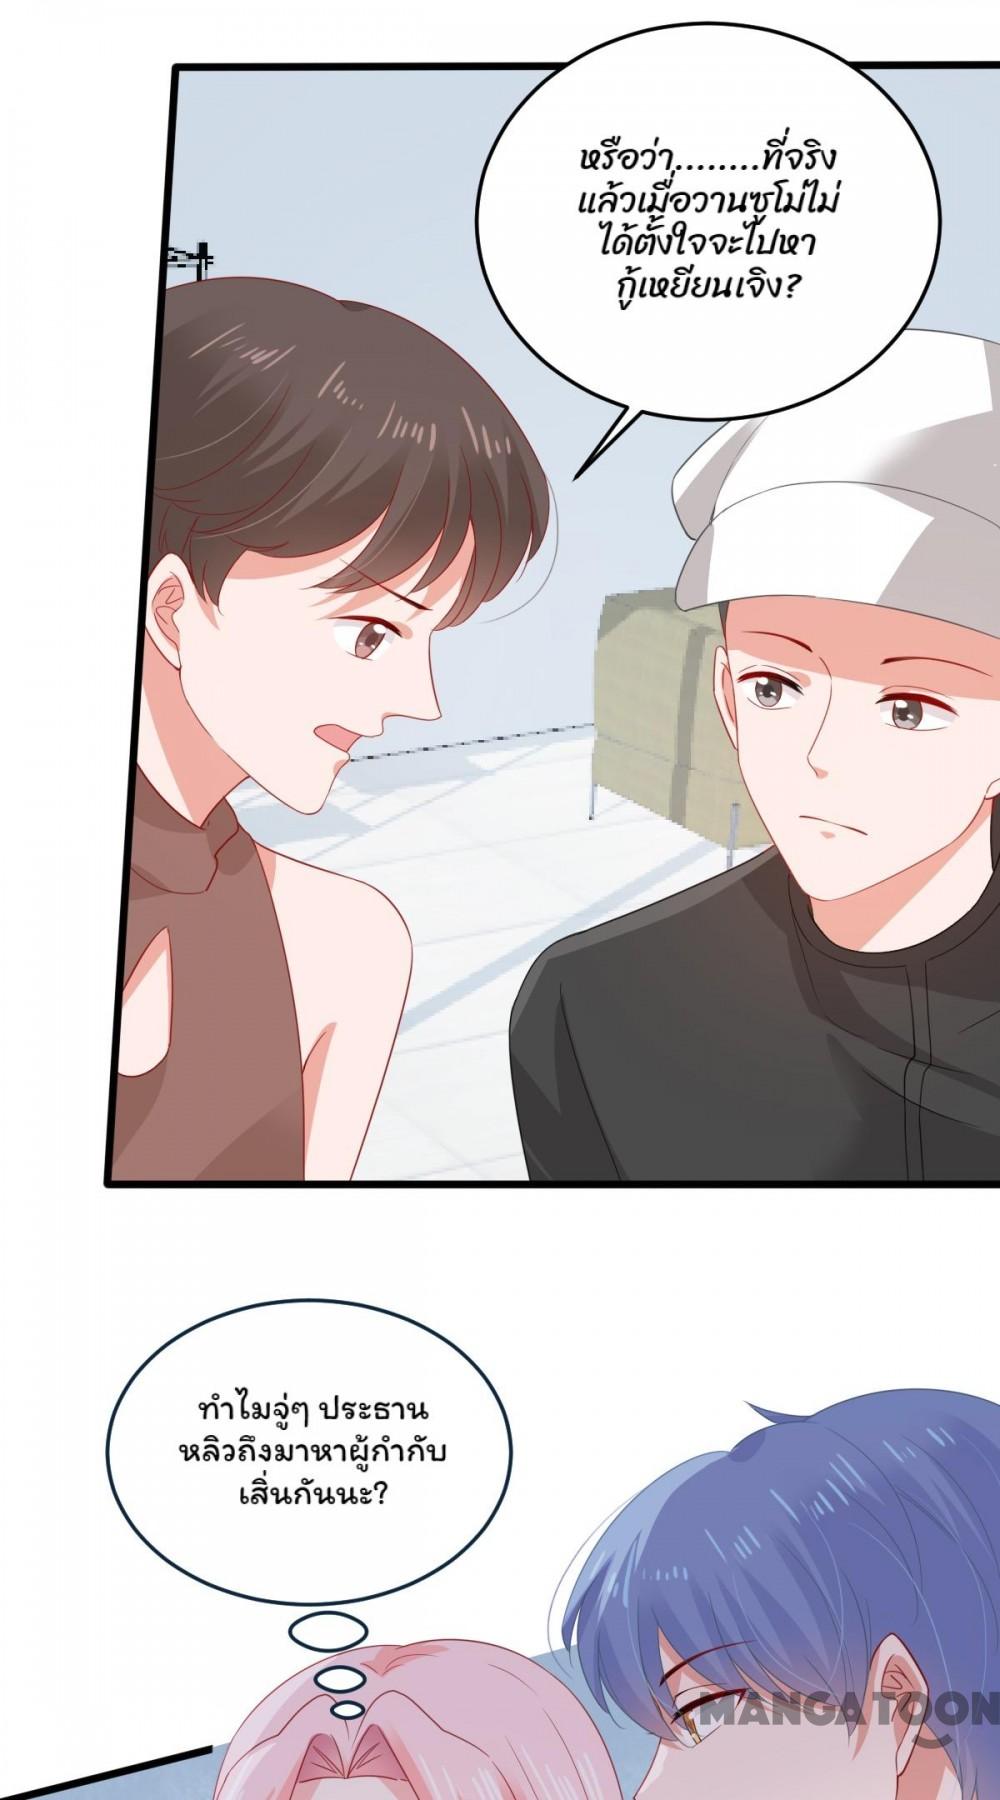 หรือว่า........ที่จริง
แล้วเมื่อวานซูโม่ไม่
ได้ตั้งใจจะไปหา
กู้เหยียนเจิง?
ทำไมจู่ๆ ประธาน
หลิวถึงมาหาผู้กำกับ
เสิ่นกันนะ?
MANGATOON